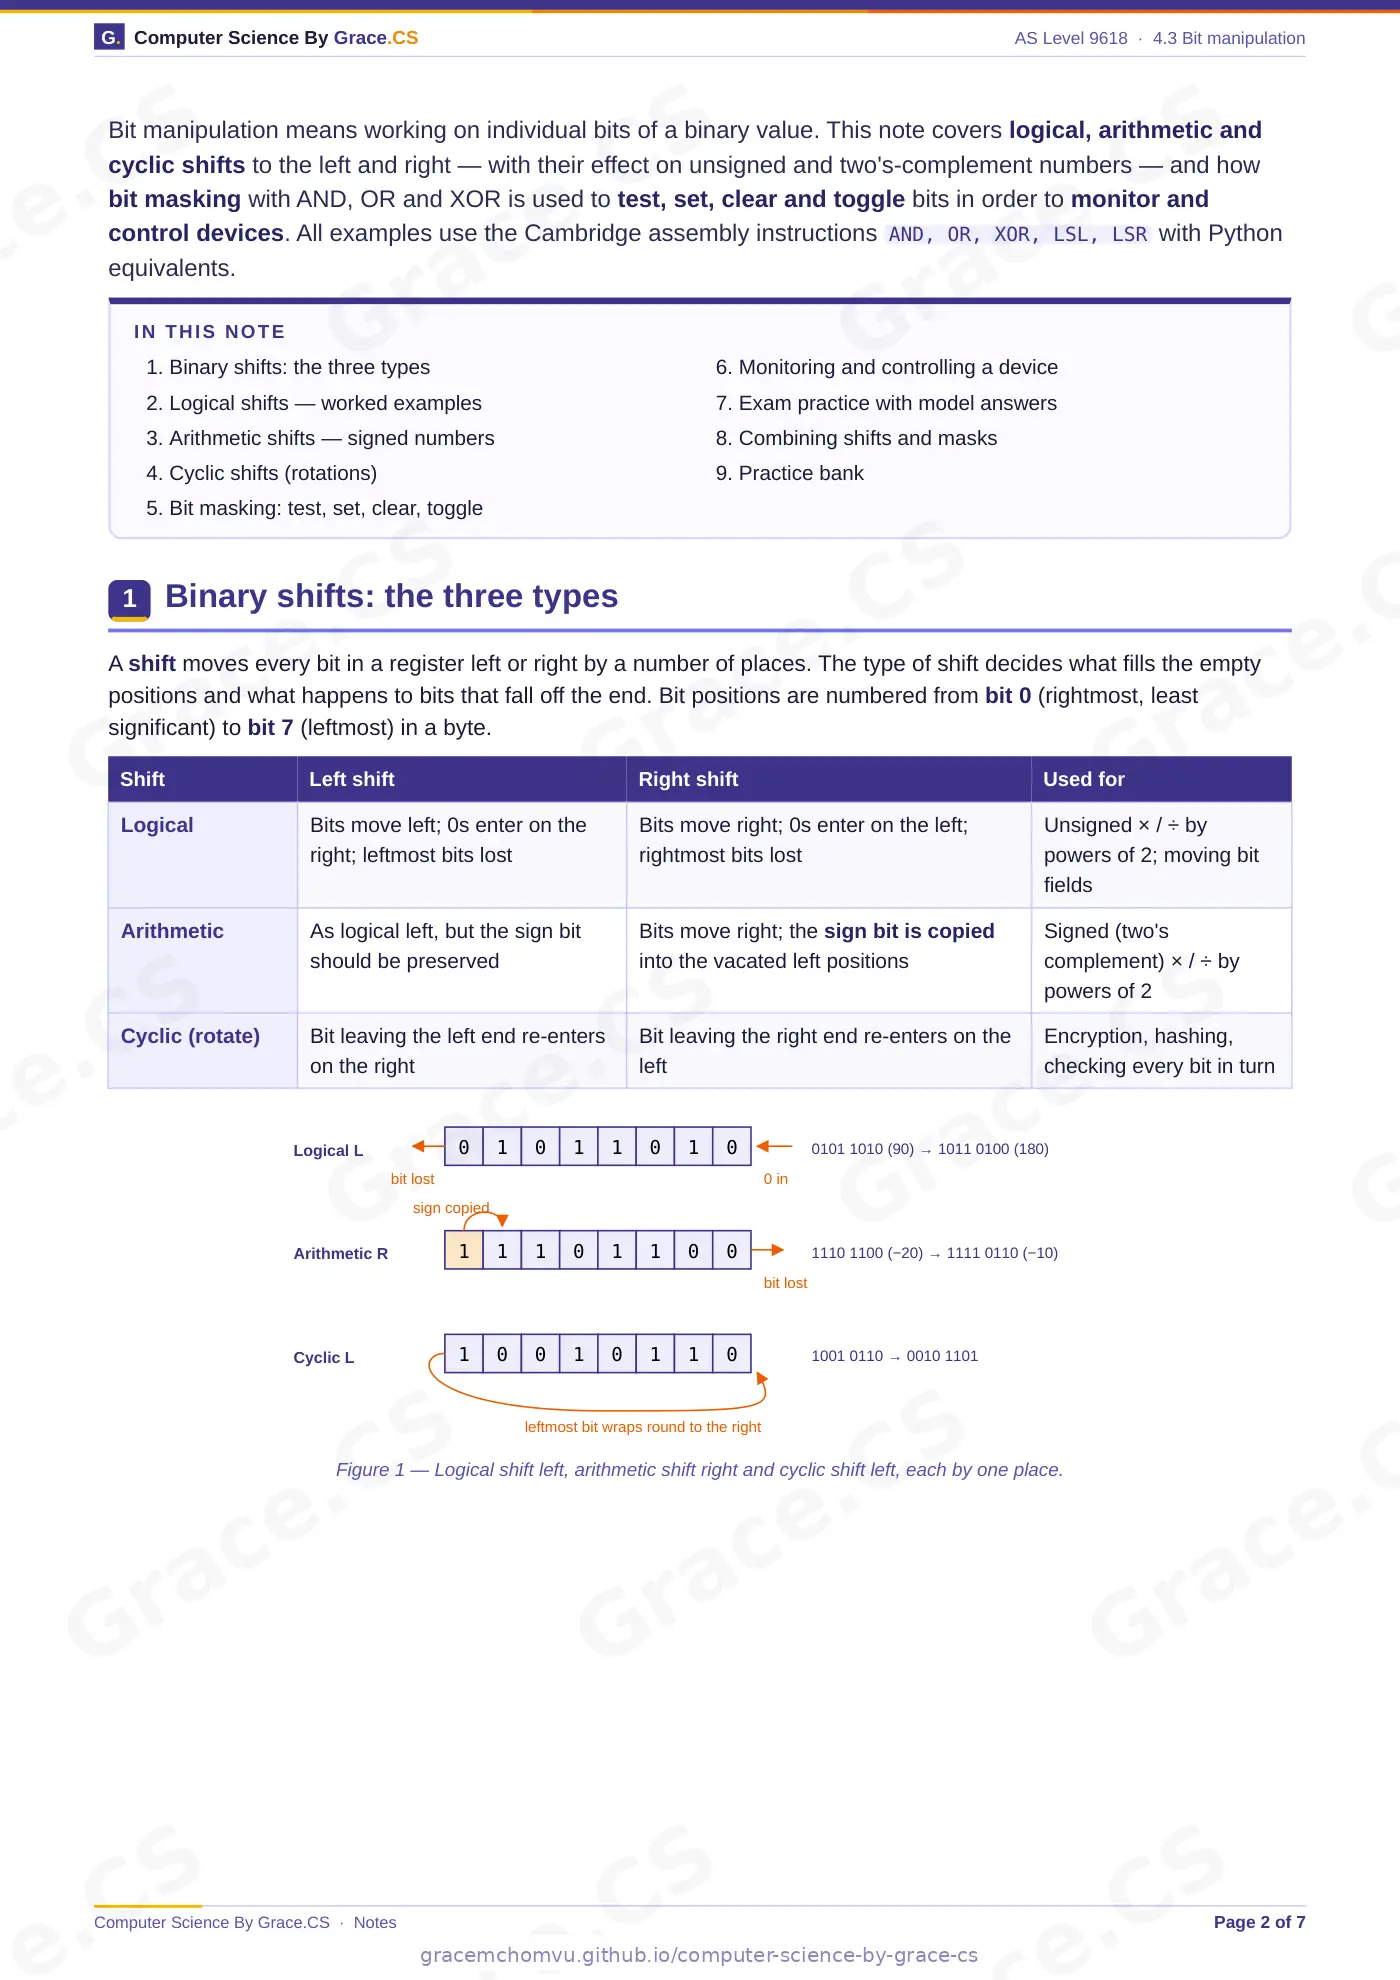 G. Computer Science By Grace.CS
AS Level 9618 · 4.3 Bit manipulation
Bit manipulation means working on individual bits of a binary value. This note covers logical, arithmetic and
cyclic shifts to the left and right — with their effect on unsigned and two's-complement numbers — and how
bit masking with AND, OR and XOR is used to test, set, clear and toggle bits in order to monitor and
control devices. All examples use the Cambridge assembly instructions AND, OR, XOR, LSL, LSR with Python
equivalents.
IN THIS NOTE
1. Binary shifts: the three types
2. Logical shifts — worked examples
3. Arithmetic shifts — signed numbers
4. Cyclic shifts (rotations)
5. Bit masking: test, set, clear, toggle
6. Monitoring and controlling a device
7. Exam practice with model answers
8. Combining shifts and masks
9. Practice bank
1 Binary shifts: the three types
A shift moves every bit in a register left or right by a number of places. The type of shift decides what fills the empty
positions and what happens to bits that fall off the end. Bit positions are numbered from bit 0 (rightmost, least
significant) to bit 7 (leftmost) in a byte.
Shift
Left shift
Right shift
Used for
Logical
Bits move left; 0s enter on the
right; leftmost bits lost
Bits move right; 0s enter on the left;
rightmost bits lost
Unsigned × / ÷ by
powers of 2; moving bit
fields
Arithmetic
As logical left, but the sign bit
should be preserved
Bits move right; the sign bit is copied
into the vacated left positions
Signed (two's
complement) × / ÷ by
powers of 2
Cyclic (rotate)
Bit leaving the left end re-enters
on the right
Bit leaving the right end re-enters on the
left
Encryption, hashing,
checking every bit in turn
Logical L
0 1 0 1 1 0 1 0
0101 1010 (90) → 1011 0100 (180)
bit lost
0 in
sign copied
Arithmetic R
1 1 1 0 1 1 0 0
1110 1100 (−20) → 1111 0110 (−10)
bit lost
Cyclic L
1 0 0 1 0 1 1 0
1001 0110 → 0010 1101
leftmost bit wraps round to the right
Figure 1 — Logical shift left, arithmetic shift right and cyclic shift left, each by one place.
Computer Science By Grace.CS · Notes
Page 2 of 7
gracemchomvu.github.io/computer-science-by-grace-cs